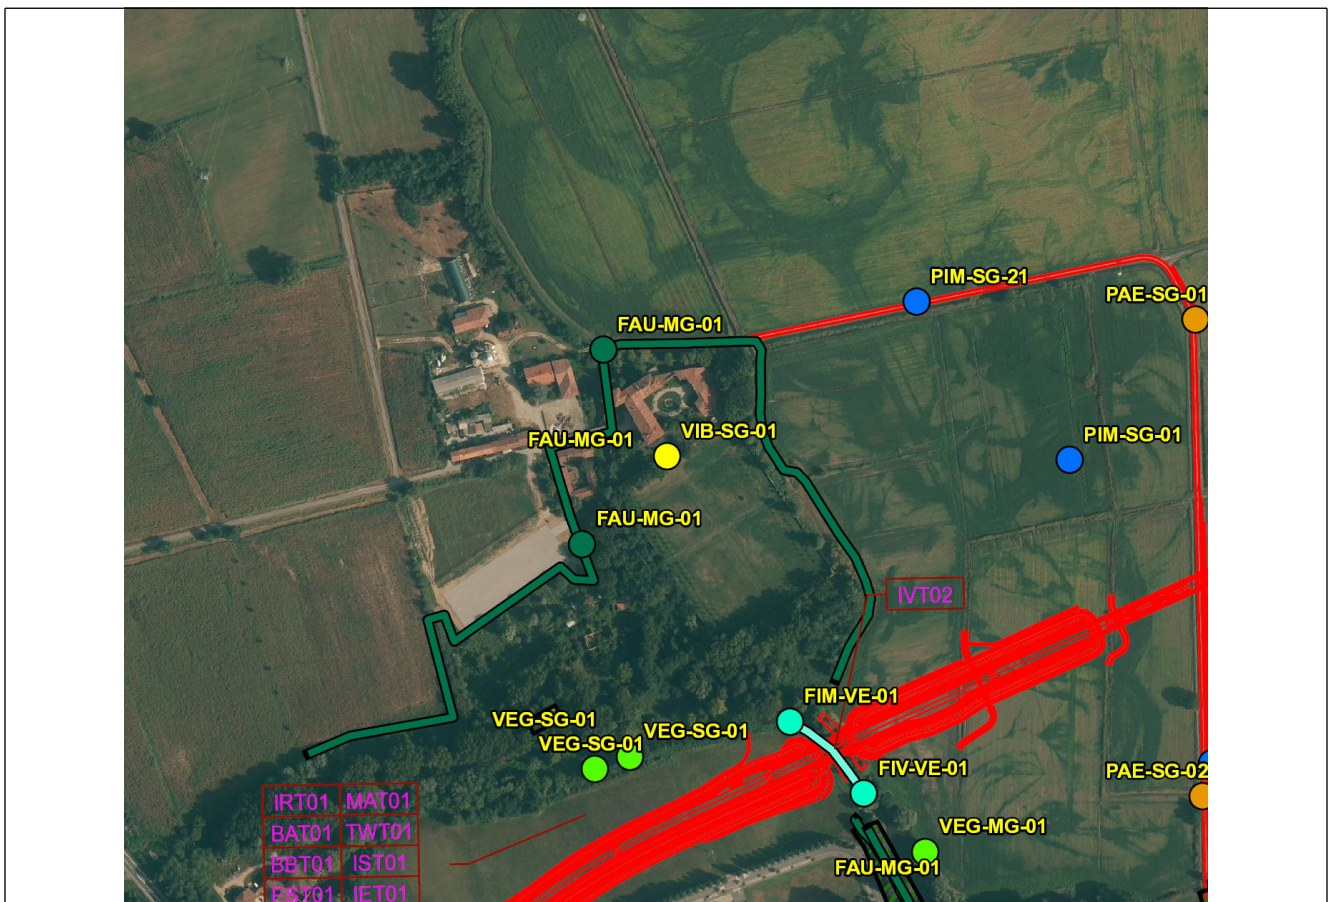 PIM-SG-21
PAE-SG-01
FAU-MG-01
VIB-SG-01
PIM-SG-01
FAU-MG-01
FAU-MG-01
IVT02
FIM-VE-01
VEG-SG-01
VEG-SG-01
VEG-SG-01
FIV-VE-01
PAE-SG-02
IRT01 MAT01
BAT01 TWT01
BBT01 IST01
PST01 IET01
VEG-MG-01
FAU-MG-01